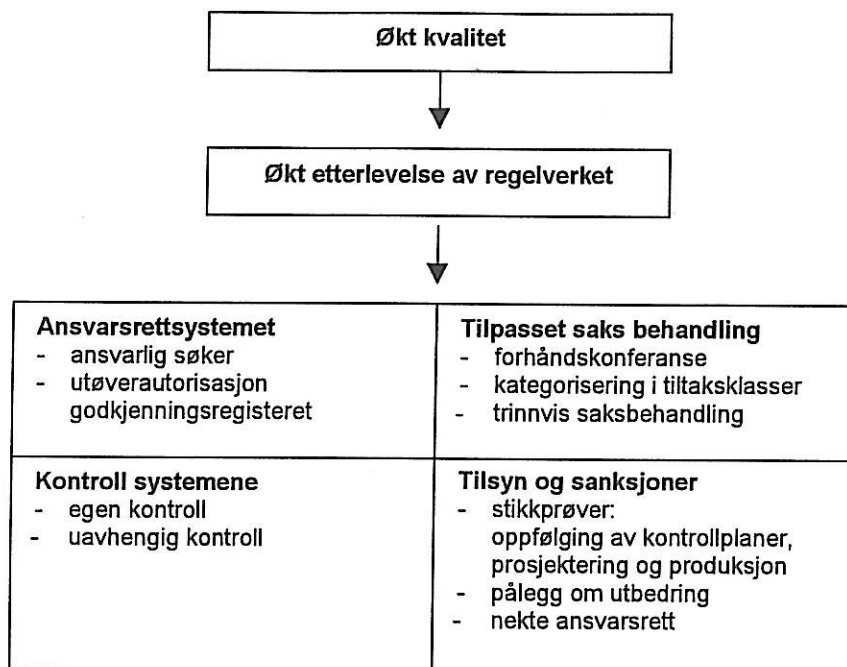 Økt kvalitet
Økt etterlevelse av regelverket
Ansvarsrettsystemet
- ansvarlig søker
- utøverautorisasjon
godkjenningsregisteret
Tilpasset saks behandling
- forhåndskonferanse
- kategorisering i tiltaksklasser
- trinnvis saksbehandling
Kontroll systemene
- egen kontroll
- uavhengig kontroll
Tilsyn og sanksjoner
- stikkprøver:
oppfølging av kontrollplaner,
prosjektering og produksjon
- pålegg om utbedring
- nekte ansvarsrett